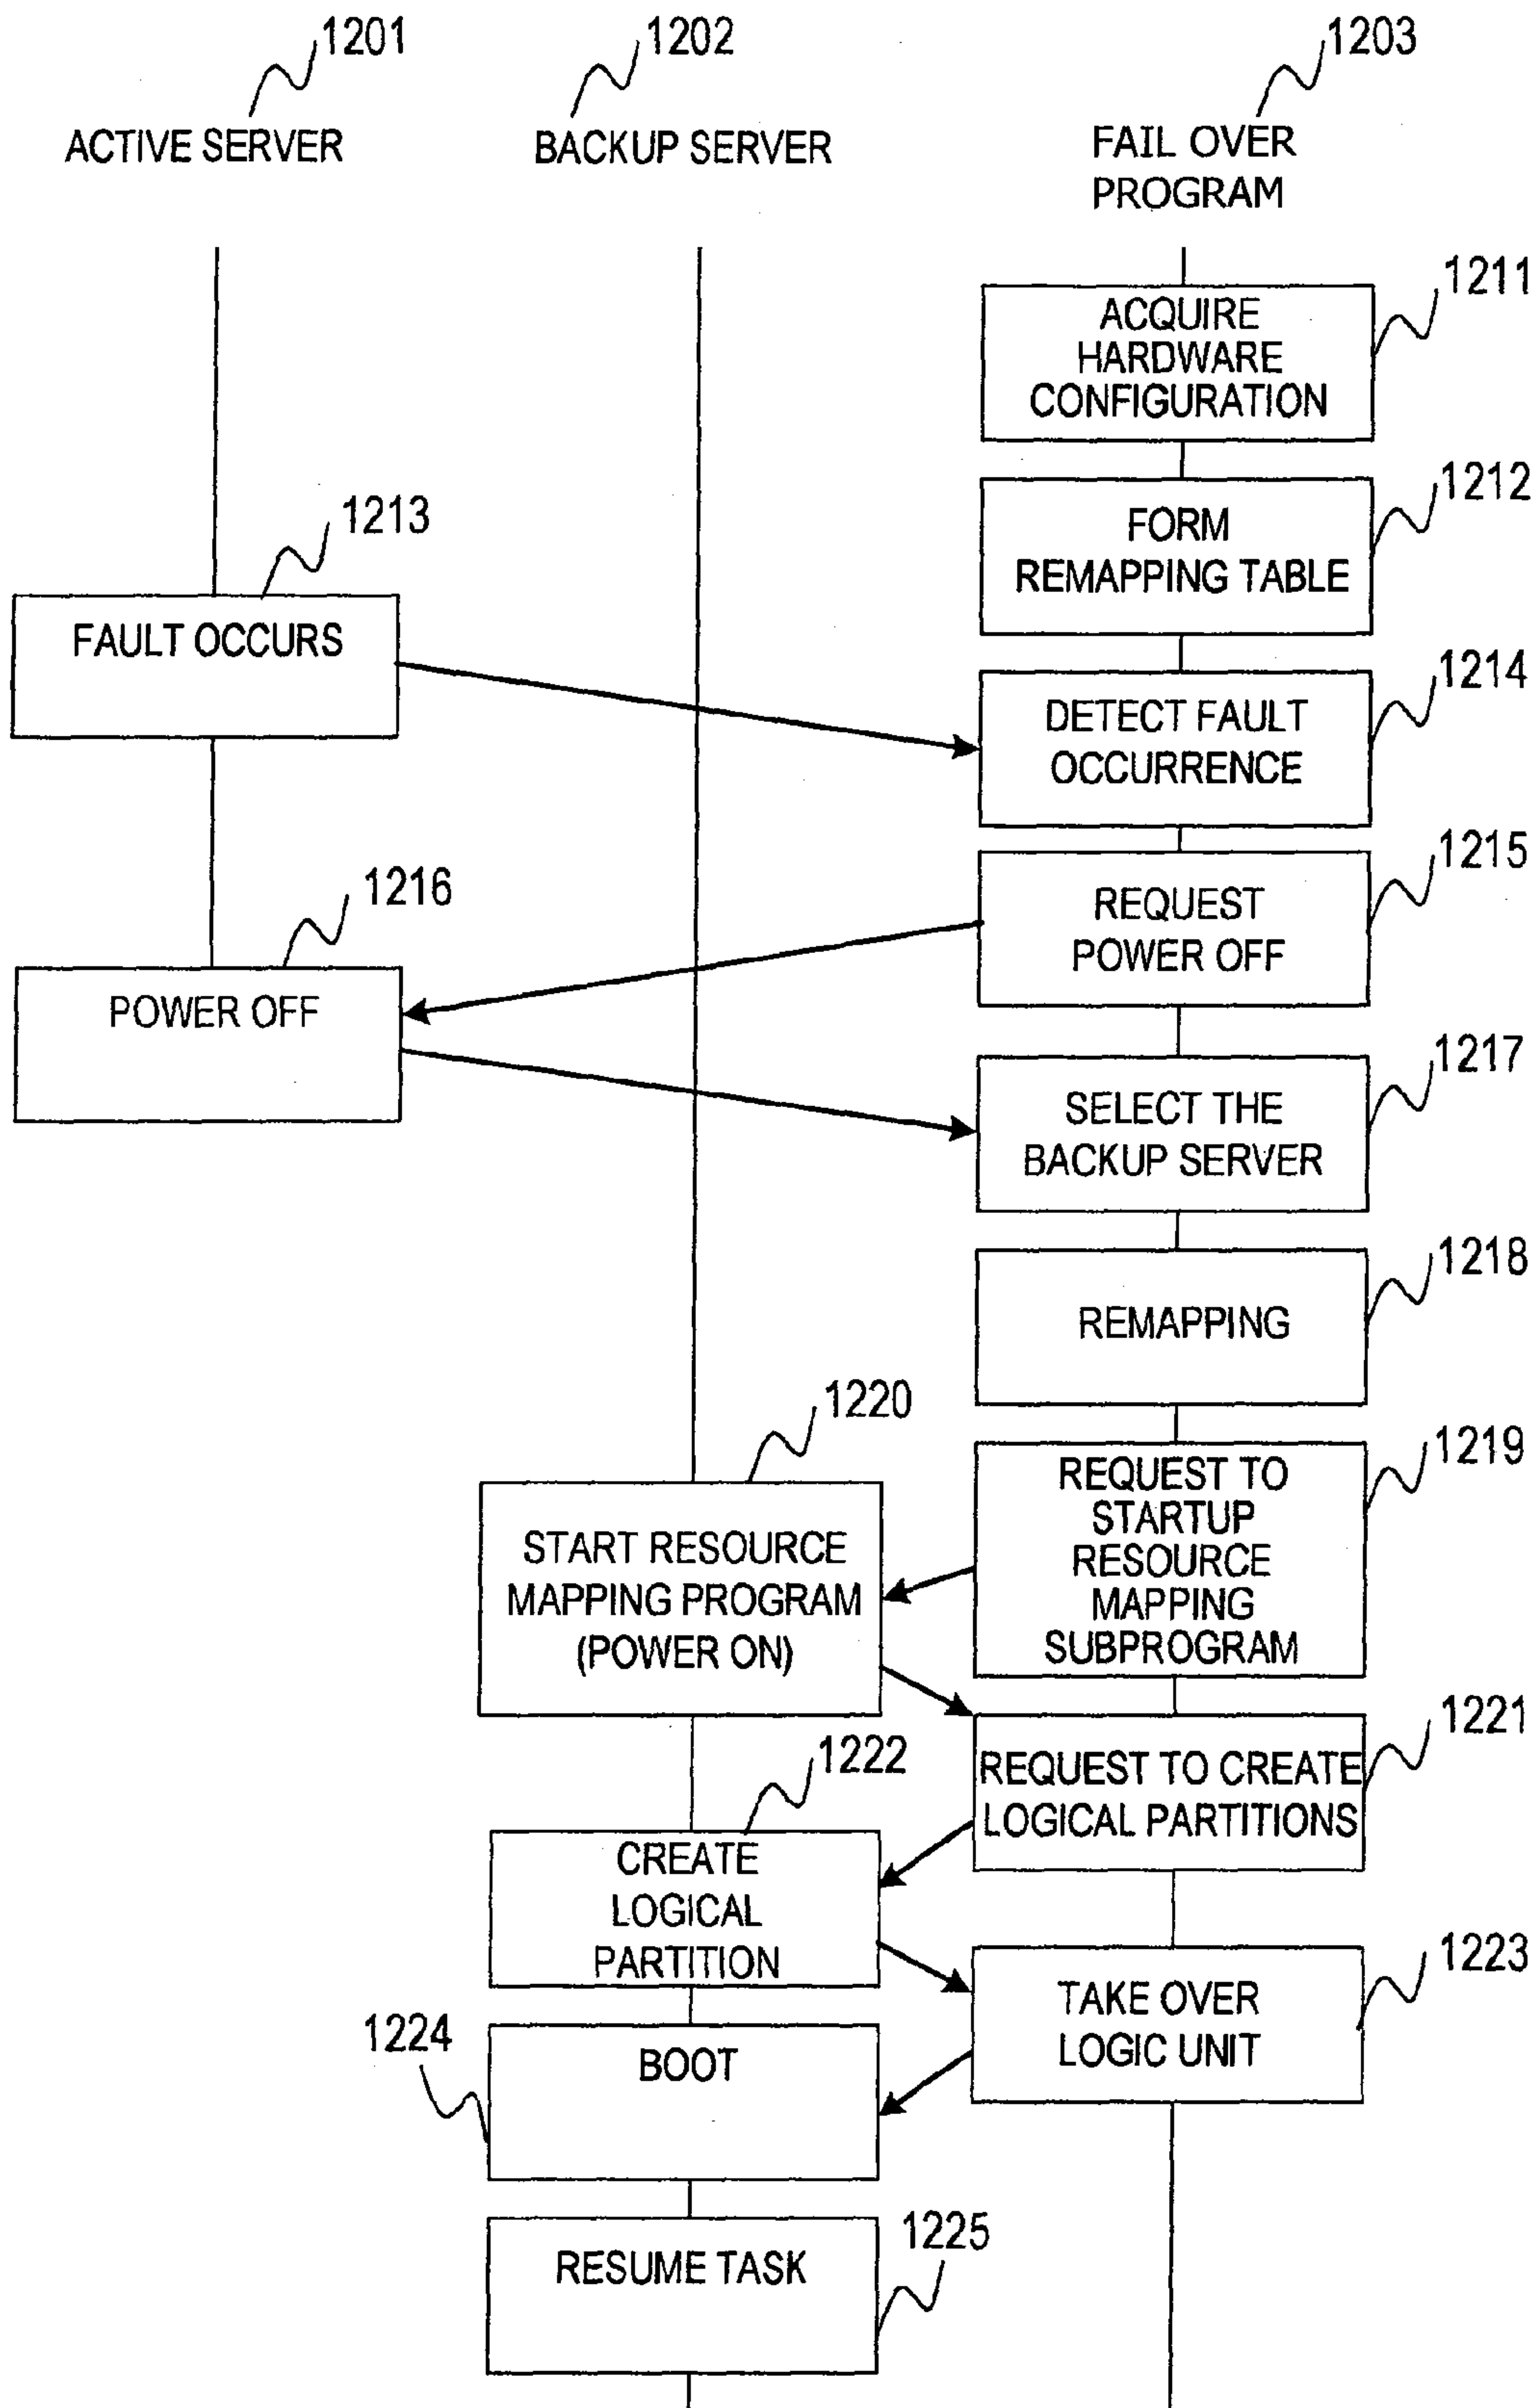 1201
1202
1203
ACTIVE SERVER
BACKUP SERVER
FAIL OVER
PROGRAM
1211
ACQUIRE
HARDWARE
CONFIGURATION
1212
FORM
REMAPPING TABLE
1213
FAULT OCCURS
1214
DETECT FAULT
OCCURRENCE
1215
REQUEST
POWER OFF
1216
POWER OFF
1217
SELECT THE
BACKUP SERVER
1218
REMAPPING
1219
REQUEST TO
STARTUP
RESOURCE
MAPPING
SUBPROGRAM
1220
START RESOURCE
MAPPING PROGRAM
(POWER ON)
1221
REQUEST TO CREATE
LOGICAL PARTITIONS
1222
CREATE
LOGICAL
PARTITION
1223
TAKE OVER
LOGIC UNIT
1224
BOOT
1225
RESUME TASK